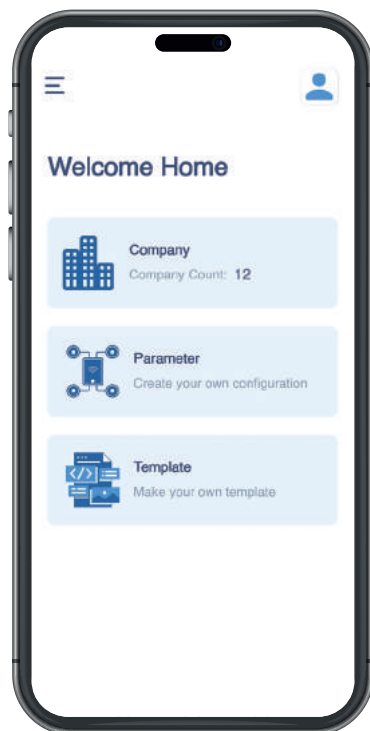 Welcome Home
Company
Company Count: 12
Parameter
Create your own configuration
Template
Make your own template